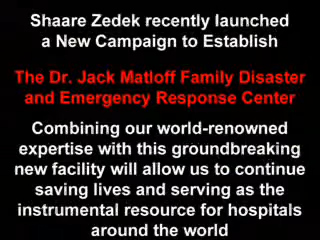 Shaare Zedek recently launched
a New Campaign to Establish
The Dr. Jack Matloff Family Disaster
and Emergency Response Center
Combining our world-renowned
expertise with this groundbreaking
new facility will allow us to continue
saving lives and serving as the
instrumental resource for hospitals
around the world